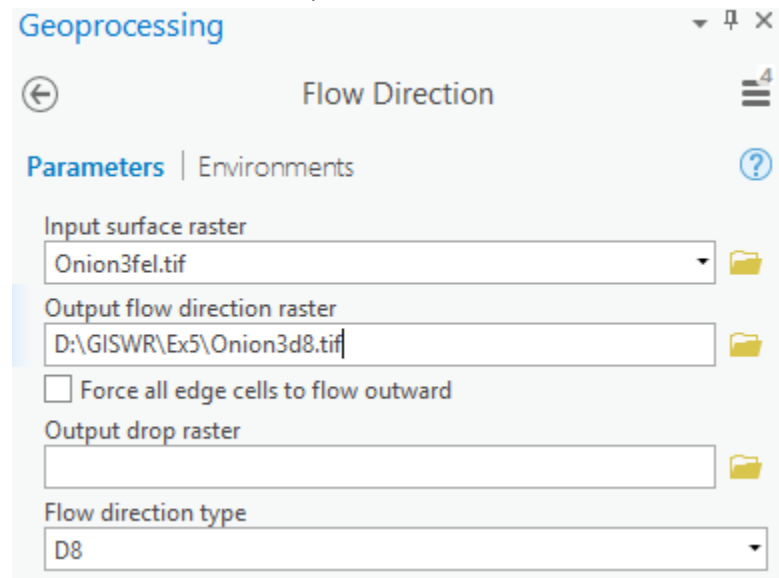 Geoprocessing
Flow Direction
4
Parameters | Environments
?
Input surface raster
Onion3fel.tif
Output flow direction raster
D:\GISWR\Ex5\Onion3d8.tif
Force all edge cells to flow outward
Output drop raster
Flow direction type
D8